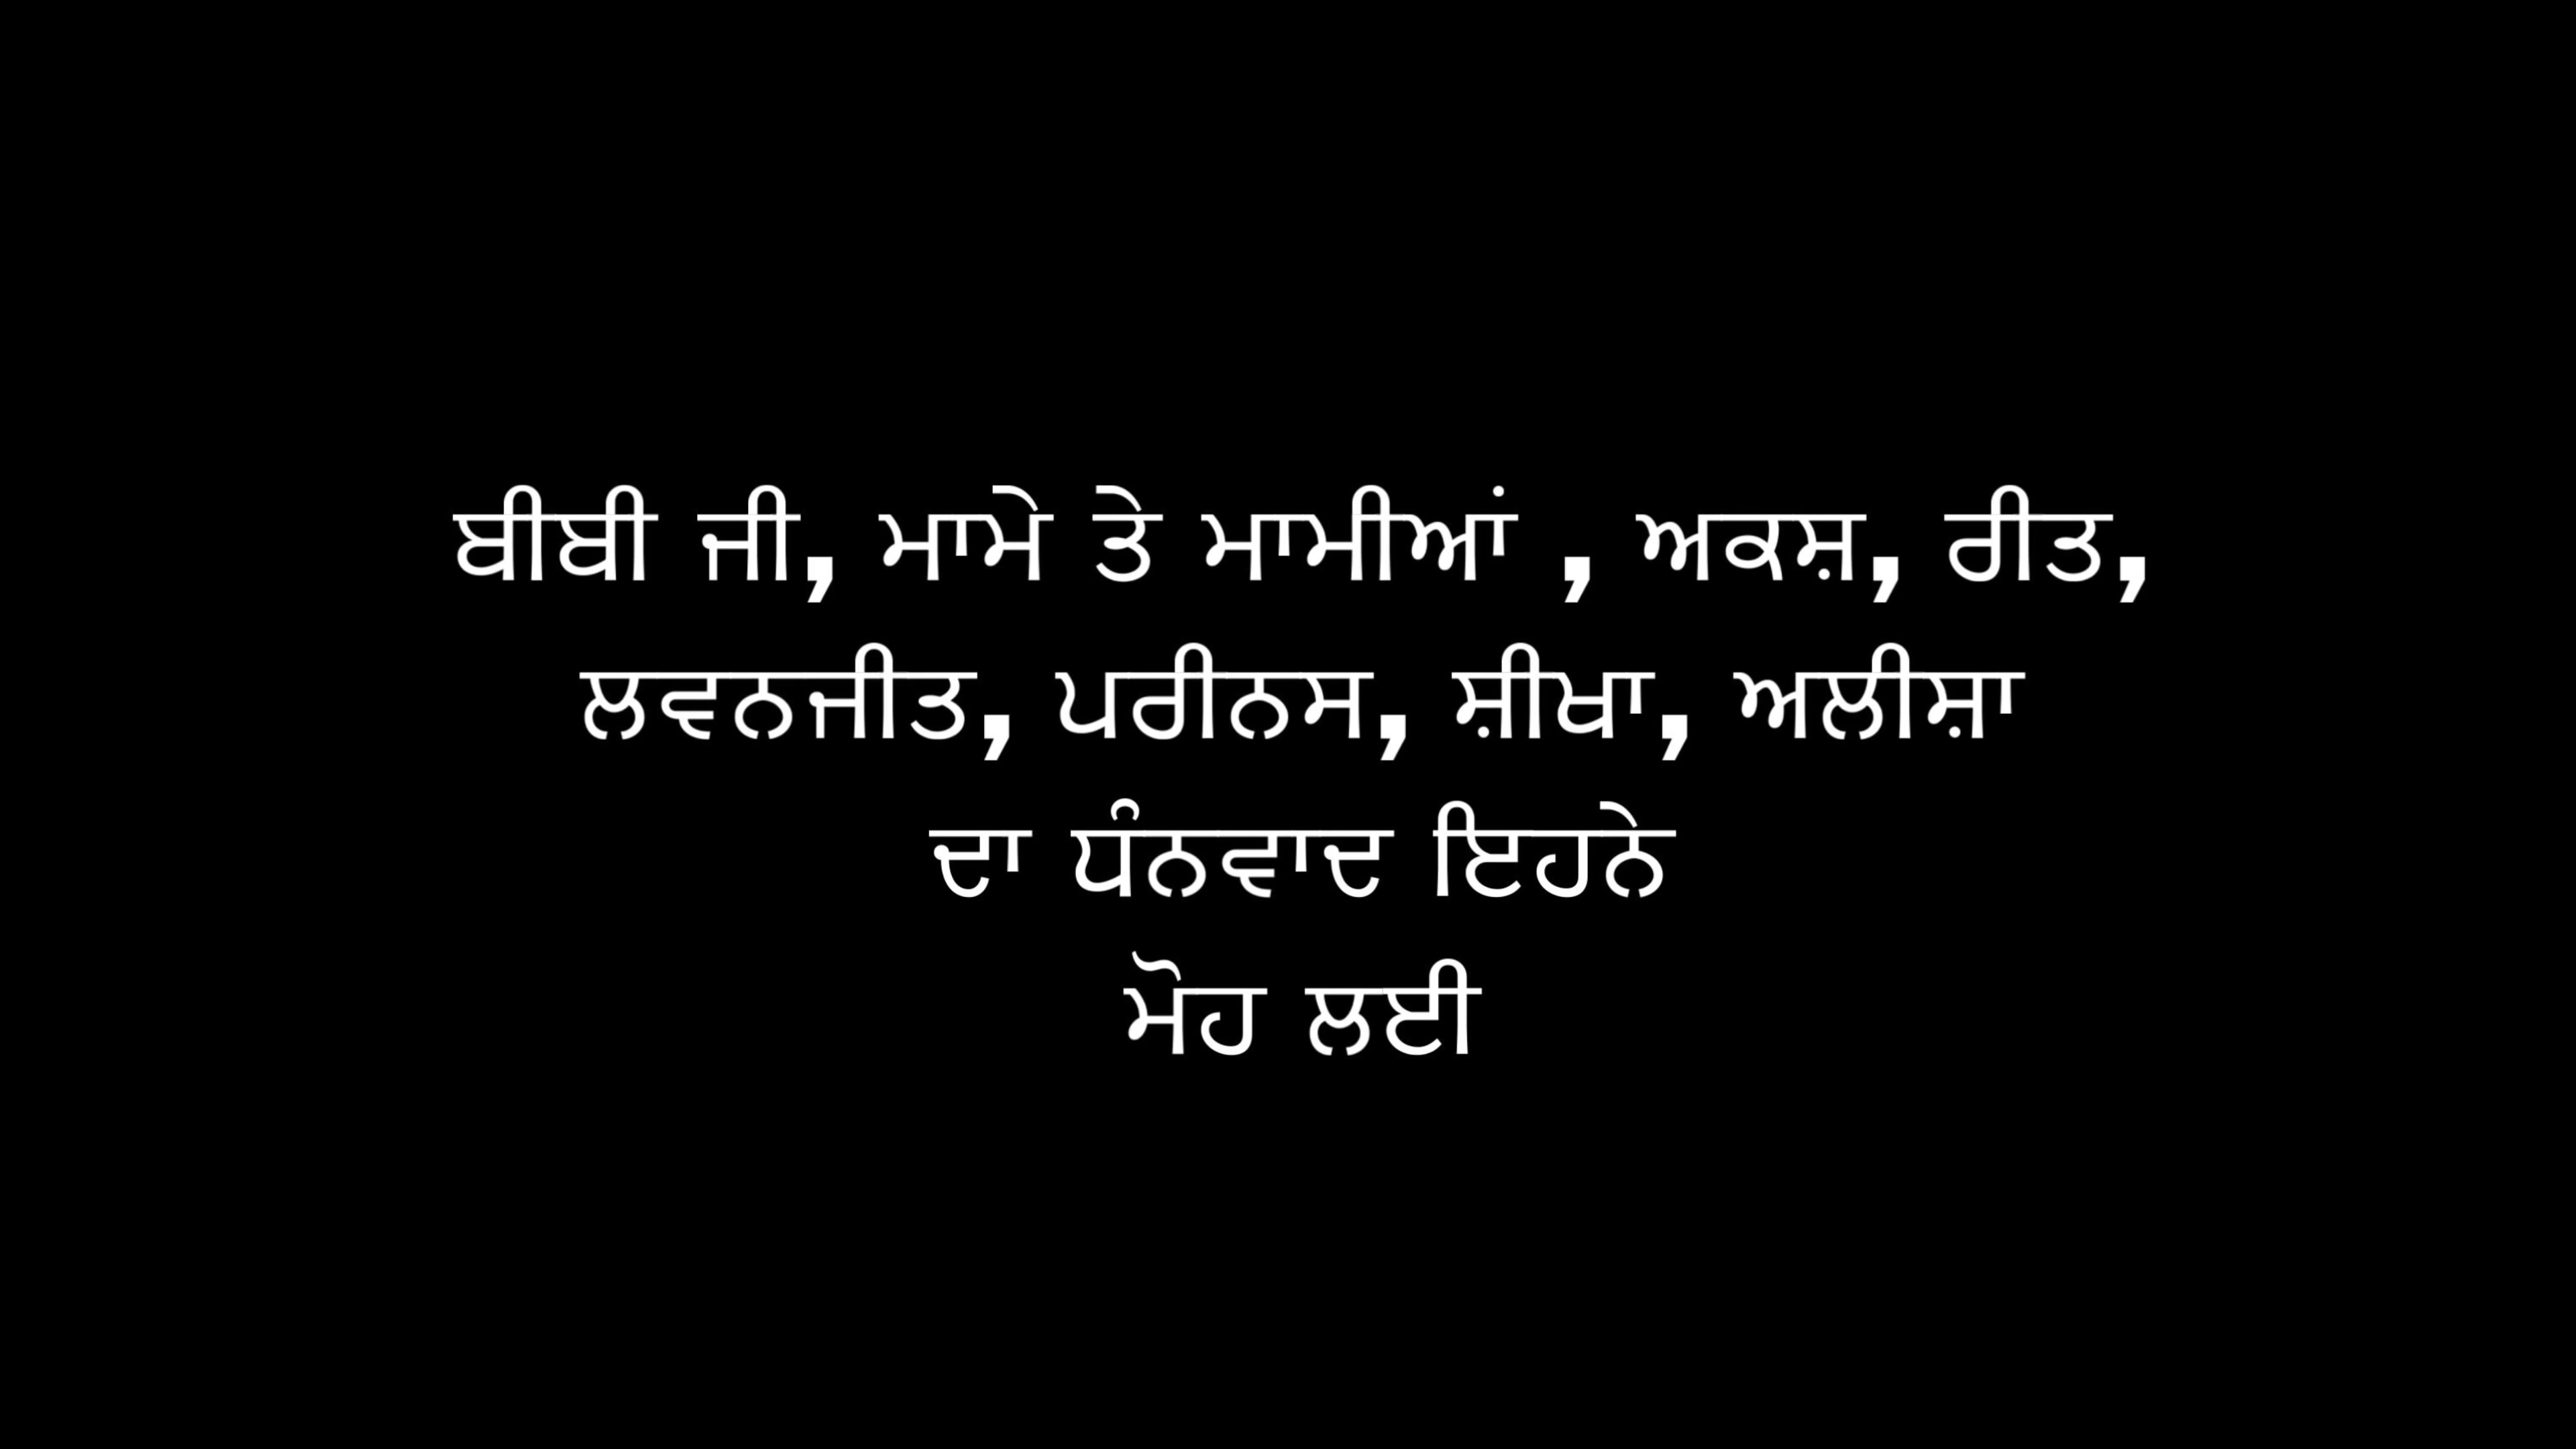 ਬੀਬੀ ਜੀ, ਮਾਮੇ ਤੇ ਮਾਮੀਆਂ , ਅਕਸ਼, ਰੀਤ,
ਲਵਨਜੀਤ, ਪਰੀਨਸ, ਸ਼ੀਖਾ, ਅਲੀਸ਼ਾ
ਦਾ ਧੰਨਵਾਦ ਇਹਨੇ
ਮੋਹ ਲਈ